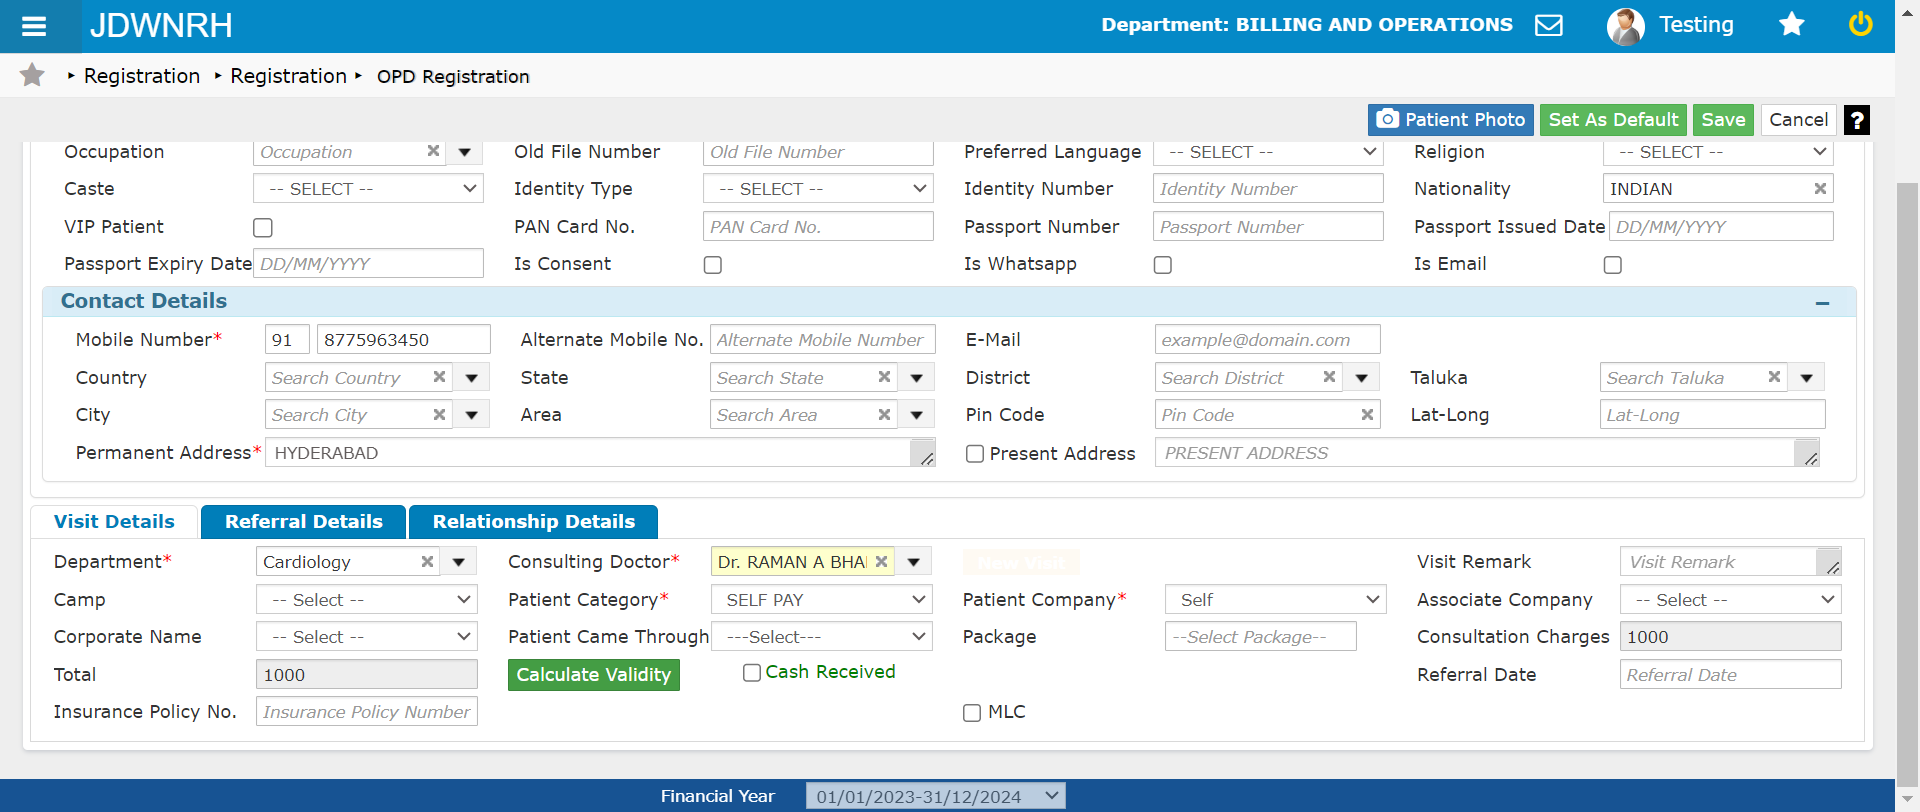 JDWNRH Department: BILLING AND OPERATIONS Testing
Registration Registration OPD Registration
Patient Photo Set As Default Save Cancel ?
Occupation Occupation Old File Number Old File Number Preferred Language -- SELECT -- Religion -- SELECT --
Caste -- SELECT -- Identity Type -- SELECT -- Identity Number Identity Number Nationality INDIAN
VIP Patient PAN Card No. PAN Card No. Passport Number Passport Number Passport Issued Date DD/MM/YYYY
Passport Expiry Date DD/MM/YYYY Is Consent Is Whatsapp Is Email
Contact Details
Mobile Number* 91 8775963450 Alternate Mobile No. Alternate Mobile Number E-Mail example@domain.com
Country Search Country State Search State District Search District Taluka Search Taluka
City Search City Area Search Area Pin Code Pin Code Lat-Long Lat-Long
Permanent Address* HYDERABAD Present Address PRESENT ADDRESS
Visit Details Referral Details Relationship Details
Department* Cardiology Consulting Doctor* Dr. RAMAN A BHA New Visit Visit Remark Visit Remark
Camp -- Select -- Patient Category* SELF PAY Patient Company* Self Associate Company -- Select --
Corporate Name -- Select -- Patient Came Through ---Select--- Package --Select Package-- Consultation Charges 1000
Total 1000 Calculate Validity Cash Received Referral Date Referral Date
Insurance Policy No. Insurance Policy Number MLC
Financial Year 01/01/2023-31/12/2024